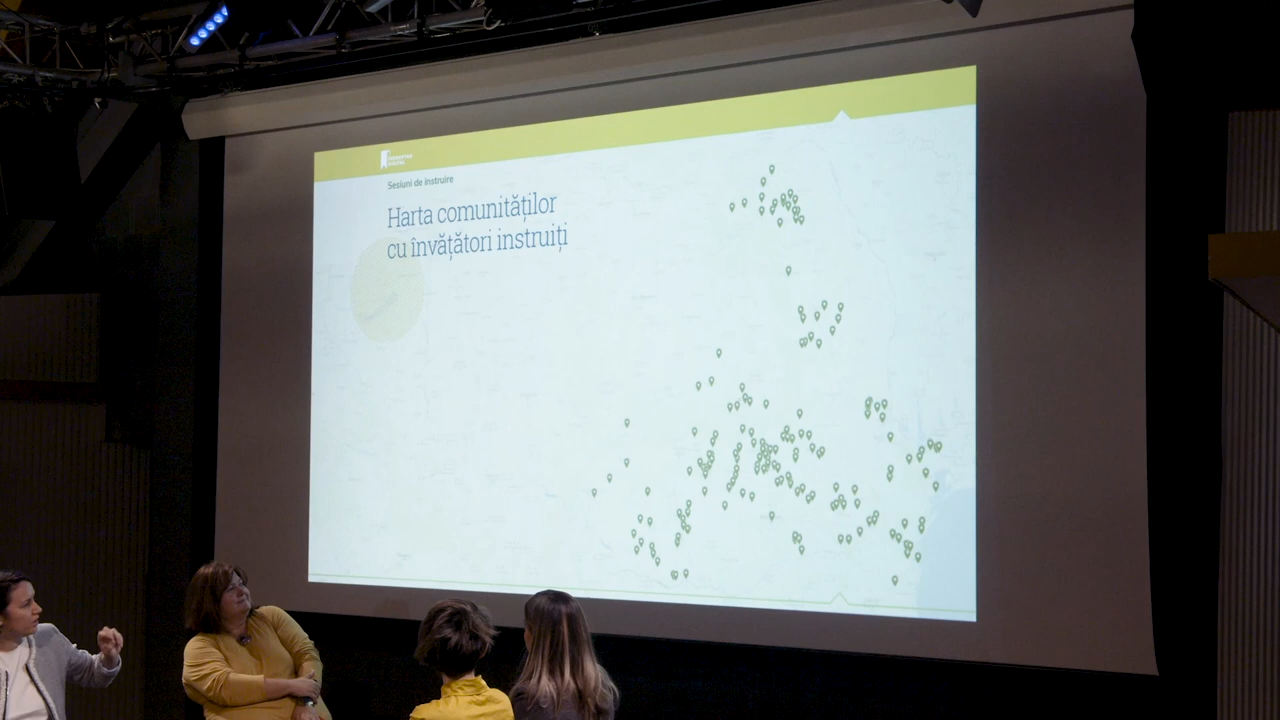 Sesiuni de instruire
Harta comunităților
cu învățători instruiți